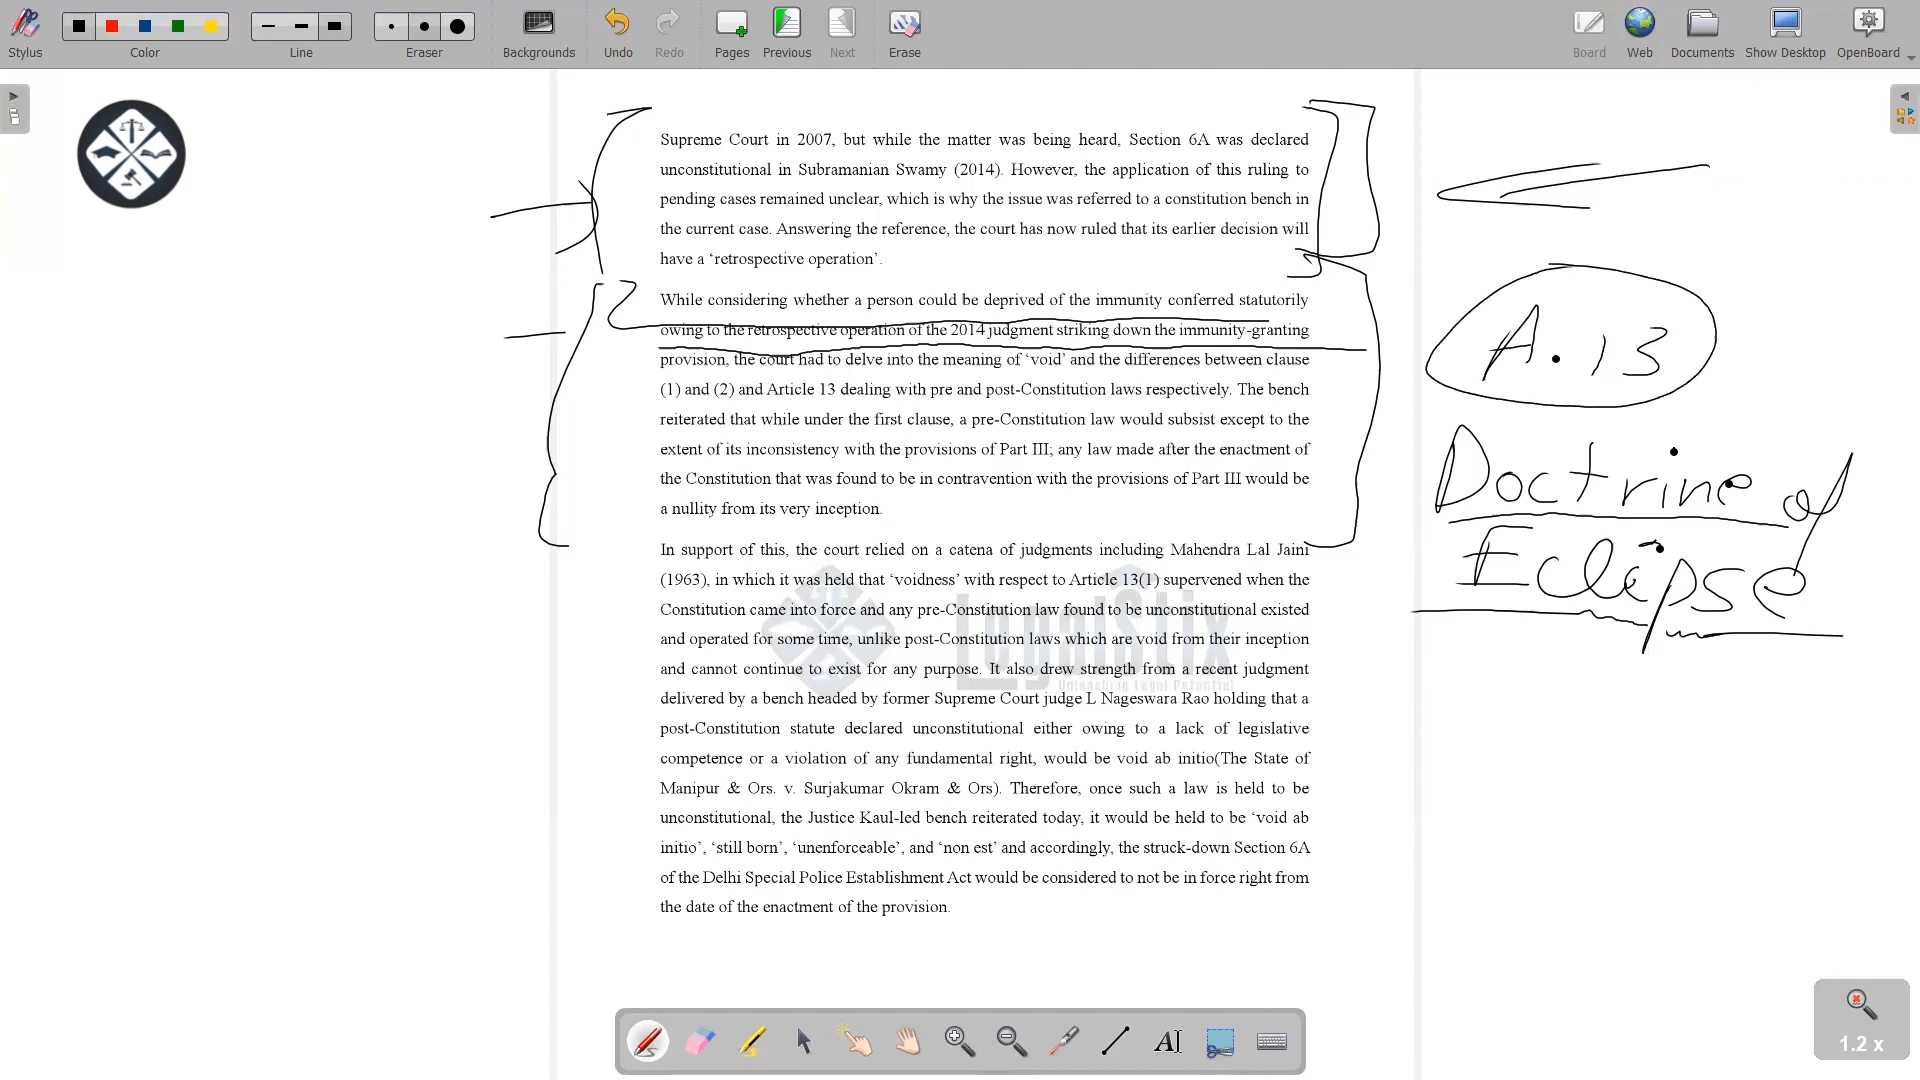 Stylus
Color
Line
Eraser
Backgrounds
Undo
Redo
Pages
Previous
Next
Erase
Board
Web
Documents
Show Desktop
OpenBoard
Supreme Court in 2007, but while the matter was being heard, Section 6A was declared
unconstitutional in Subramanian Swamy (2014). However, the application of this ruling to
pending cases remained unclear, which is why the issue was referred to a constitution bench in
the current case. Answering the reference, the court has now ruled that its earlier decision will
have a ‘retrospective operation’.
While considering whether a person could be deprived of the immunity conferred statutorily
owing to the retrospective operation of the 2014 judgment striking down the immunity-granting
provision, the court had to delve into the meaning of ‘void’ and the differences between clause
(1) and (2) and Article 13 dealing with pre and post-Constitution laws respectively. The bench
reiterated that while under the first clause, a pre-Constitution law would subsist except to the
extent of its inconsistency with the provisions of Part III; any law made after the enactment of
the Constitution that was found to be in contravention with the provisions of Part III would be
a nullity from its very inception.
In support of this, the court relied on a catena of judgments including Mahendra Lal Jaini
(1963), in which it was held that ‘voidness’ with respect to Article 13(1) supervened when the
Constitution came into force and any pre-Constitution law found to be unconstitutional existed
and operated for some time, unlike post-Constitution laws which are void from their inception
and cannot continue to exist for any purpose. It also drew strength from a recent judgment
delivered by a bench headed by former Supreme Court judge L Nageswara Rao holding that a
post-Constitution statute declared unconstitutional either owing to a lack of legislative
competence or a violation of any fundamental right, would be void ab initio(The State of
Manipur & Ors. v. Surjakumar Okram & Ors). Therefore, once such a law is held to be
unconstitutional, the Justice Kaul-led bench reiterated today, it would be held to be ‘void ab
initio’, ‘still born’, ‘unenforceable’, and ‘non est’ and accordingly, the struck-down Section 6A
of the Delhi Special Police Establishment Act would be considered to not be in force right from
the date of the enactment of the provision.
LegalStix
Unleashing Legal Potential
A.13
Doctrine of
Eclipse
1.2 x